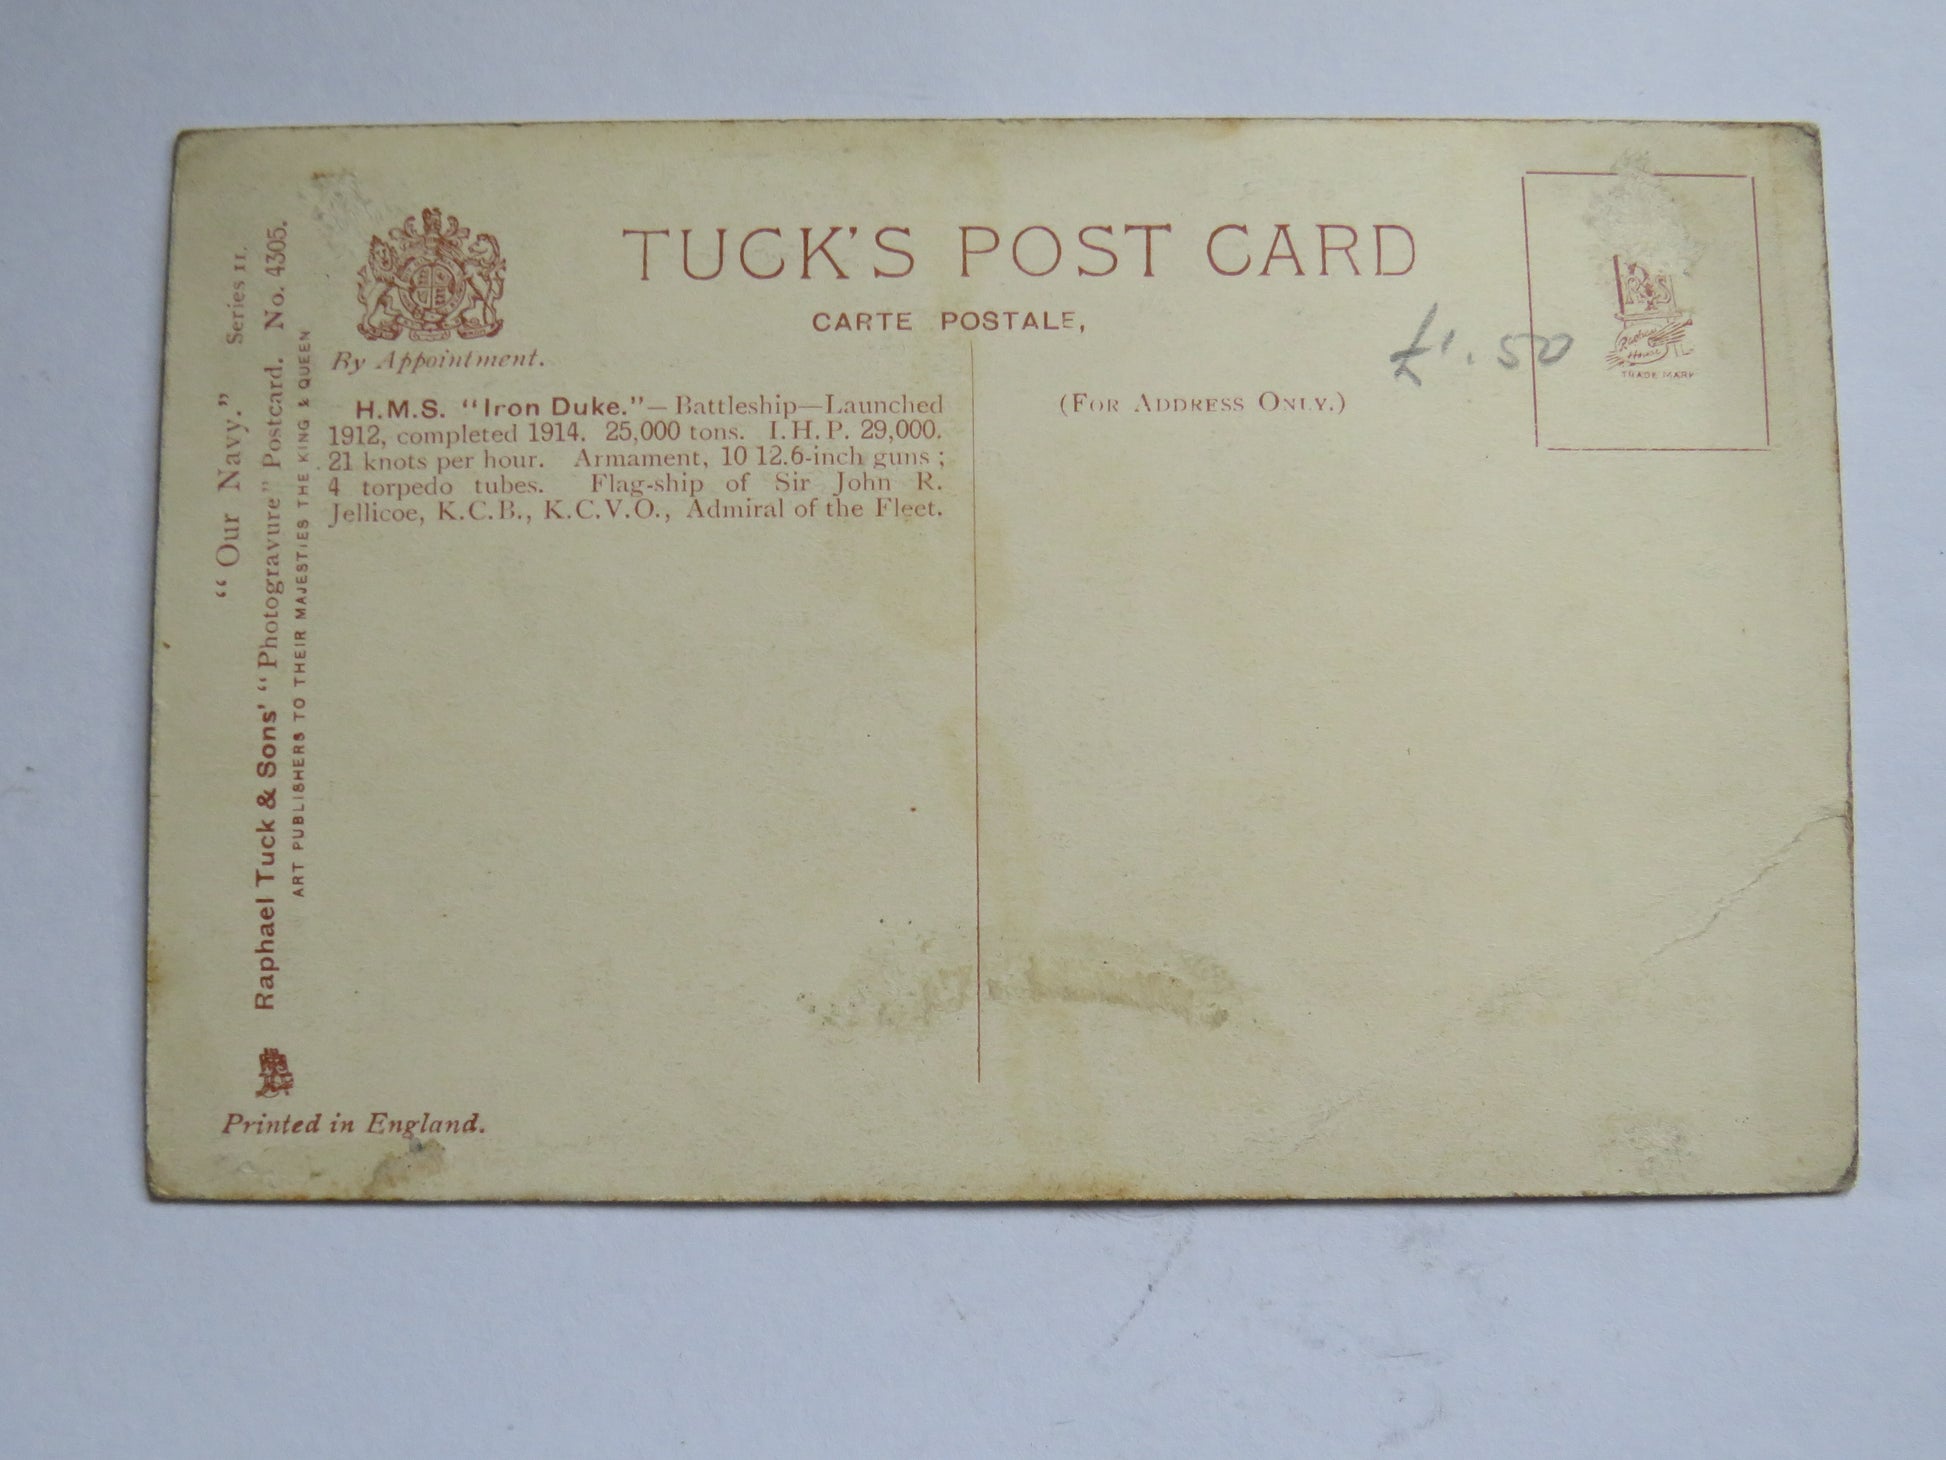 TUCK'S POST CARD
CARTE POSTALE,
By Appointment.
H.M.S. "Iron Duke."— Battleship—Launched
1912, completed 1914. 25,000 tons. I.H.P. 29,000.
21 knots per hour. Armament, 10 12.6-inch guns ;
4 torpedo tubes. Flag-ship of Sir John R.
Jellicoe, K.C.B., K.C.V.O., Admiral of the Fleet.
(FOR ADDRESS ONLY.)
£1.50
Raphael
House
TRADE MARK
"Our Navy." Series II.
Raphael Tuck & Sons' "Photogravure" Postcard. No. 4305.
ART PUBLISHERS TO THEIR MAJESTIES THE KING & QUEEN
Printed in England.